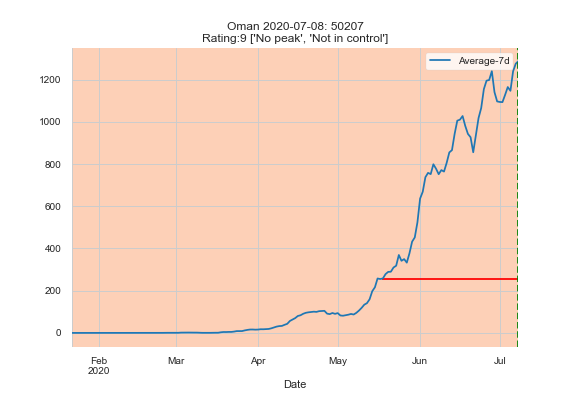 Oman 2020-07-08: 50207
Rating:9 ['No peak', 'Not in control']
Average-7d
1200
1000
800
600
400
200
0
Feb Mar Apr May Jun Jul
2020
Date